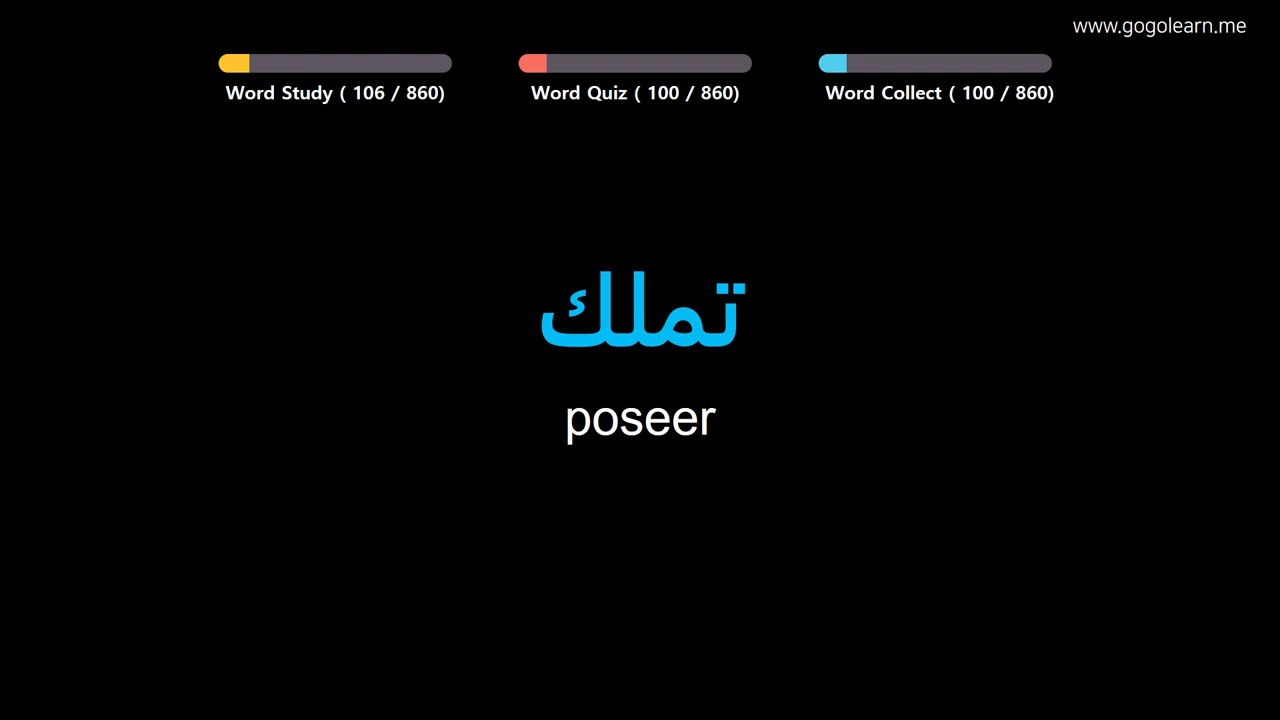 www.gogolearn.me
Word Study ( 106 / 860)
Word Quiz ( 100 / 860)
Word Collect ( 100 / 860)
تملك
poseer